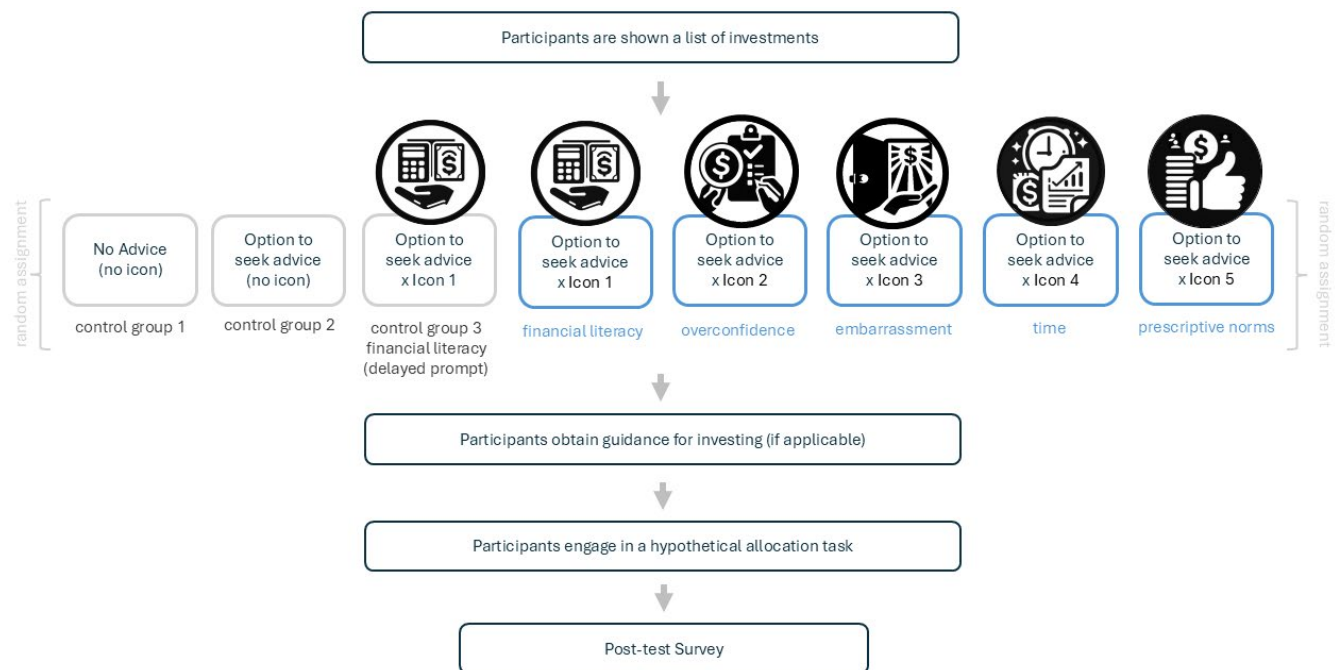 Participants are shown a list of investments
random assignment
No Advice
(no icon)
control group 1
Option to
seek advice
(no icon)
control group 2
Option to
seek advice
x Icon 1
control group 3
financial literacy
(delayed prompt)
Option to
seek advice
x Icon 1
financial literacy
Option to
seek advice
x Icon 2
overconfidence
Option to
seek advice
x Icon 3
embarrassment
Option to
seek advice
x Icon 4
time
Option to
seek advice
x Icon 5
prescriptive norms
random assignment
Participants obtain guidance for investing (if applicable)
Participants engage in a hypothetical allocation task
Post-test Survey